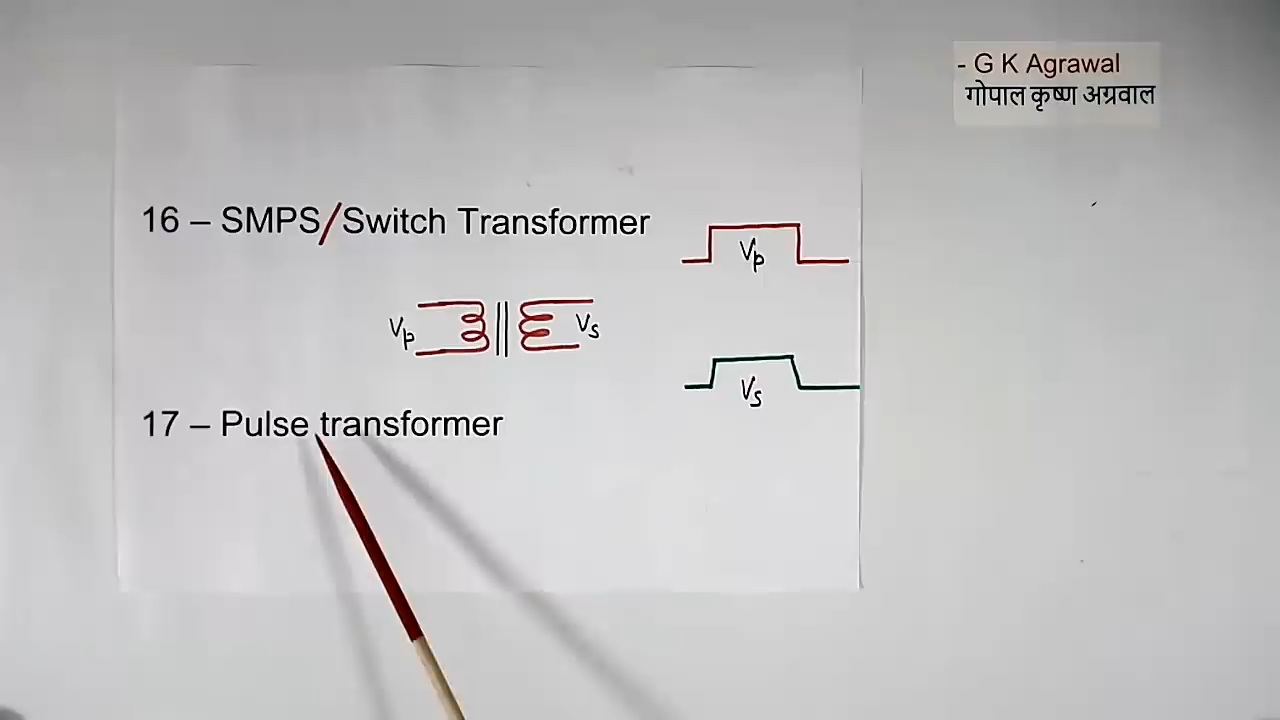 - G K Agrawal
गोपाल कृष्ण अग्रवाल
16 – SMPS/Switch Transformer
Vp
Vp Vs
Vs
17 – Pulse transformer